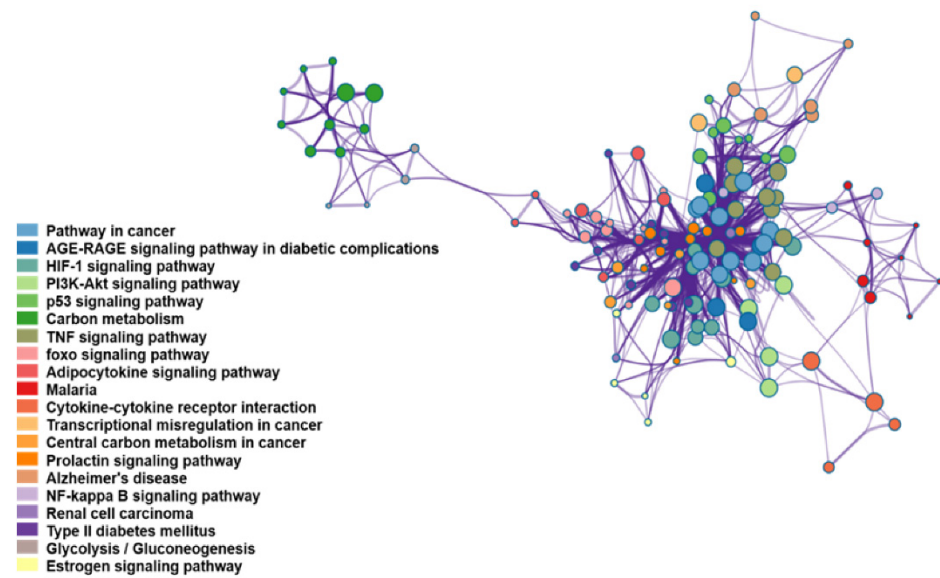 Pathway in cancer
AGE-RAGE signaling pathway in diabetic complications
HIF-1 signaling pathway
PI3K-Akt signaling pathway
p53 signaling pathway
Carbon metabolism
TNF signaling pathway
foxo signaling pathway
Adipocytokine signaling pathway
Malaria
Cytokine-cytokine receptor interaction
Transcriptional misregulation in cancer
Central carbon metabolism in cancer
Prolactin signaling pathway
Alzheimer's disease
NF-kappa B signaling pathway
Renal cell carcinoma
Type II diabetes mellitus
Glycolysis / Gluconeogenesis
Estrogen signaling pathway